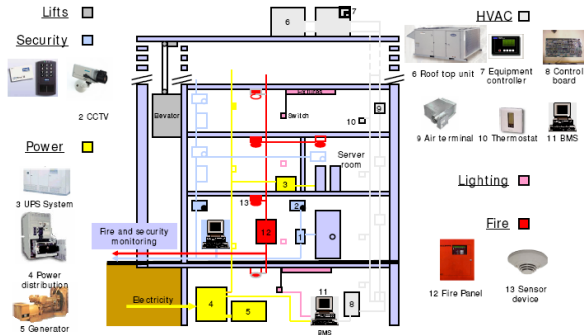 Lifts
Security
2 CCTV
Power
3 UPS System
4 Power
distribution
5 Generator
6
7
Elevator
Switch
10
9
Server
room
3
13
2
12
1
Fire and security
monitoring
Electricity
4
5
11
8
BMS
HVAC
6 Roof top unit
7 Equipment
controller
8 Control
board
9 Air terminal
10 Thermostat
11 BMS
Lighting
Fire
12 Fire Panel
13 Sensor
device